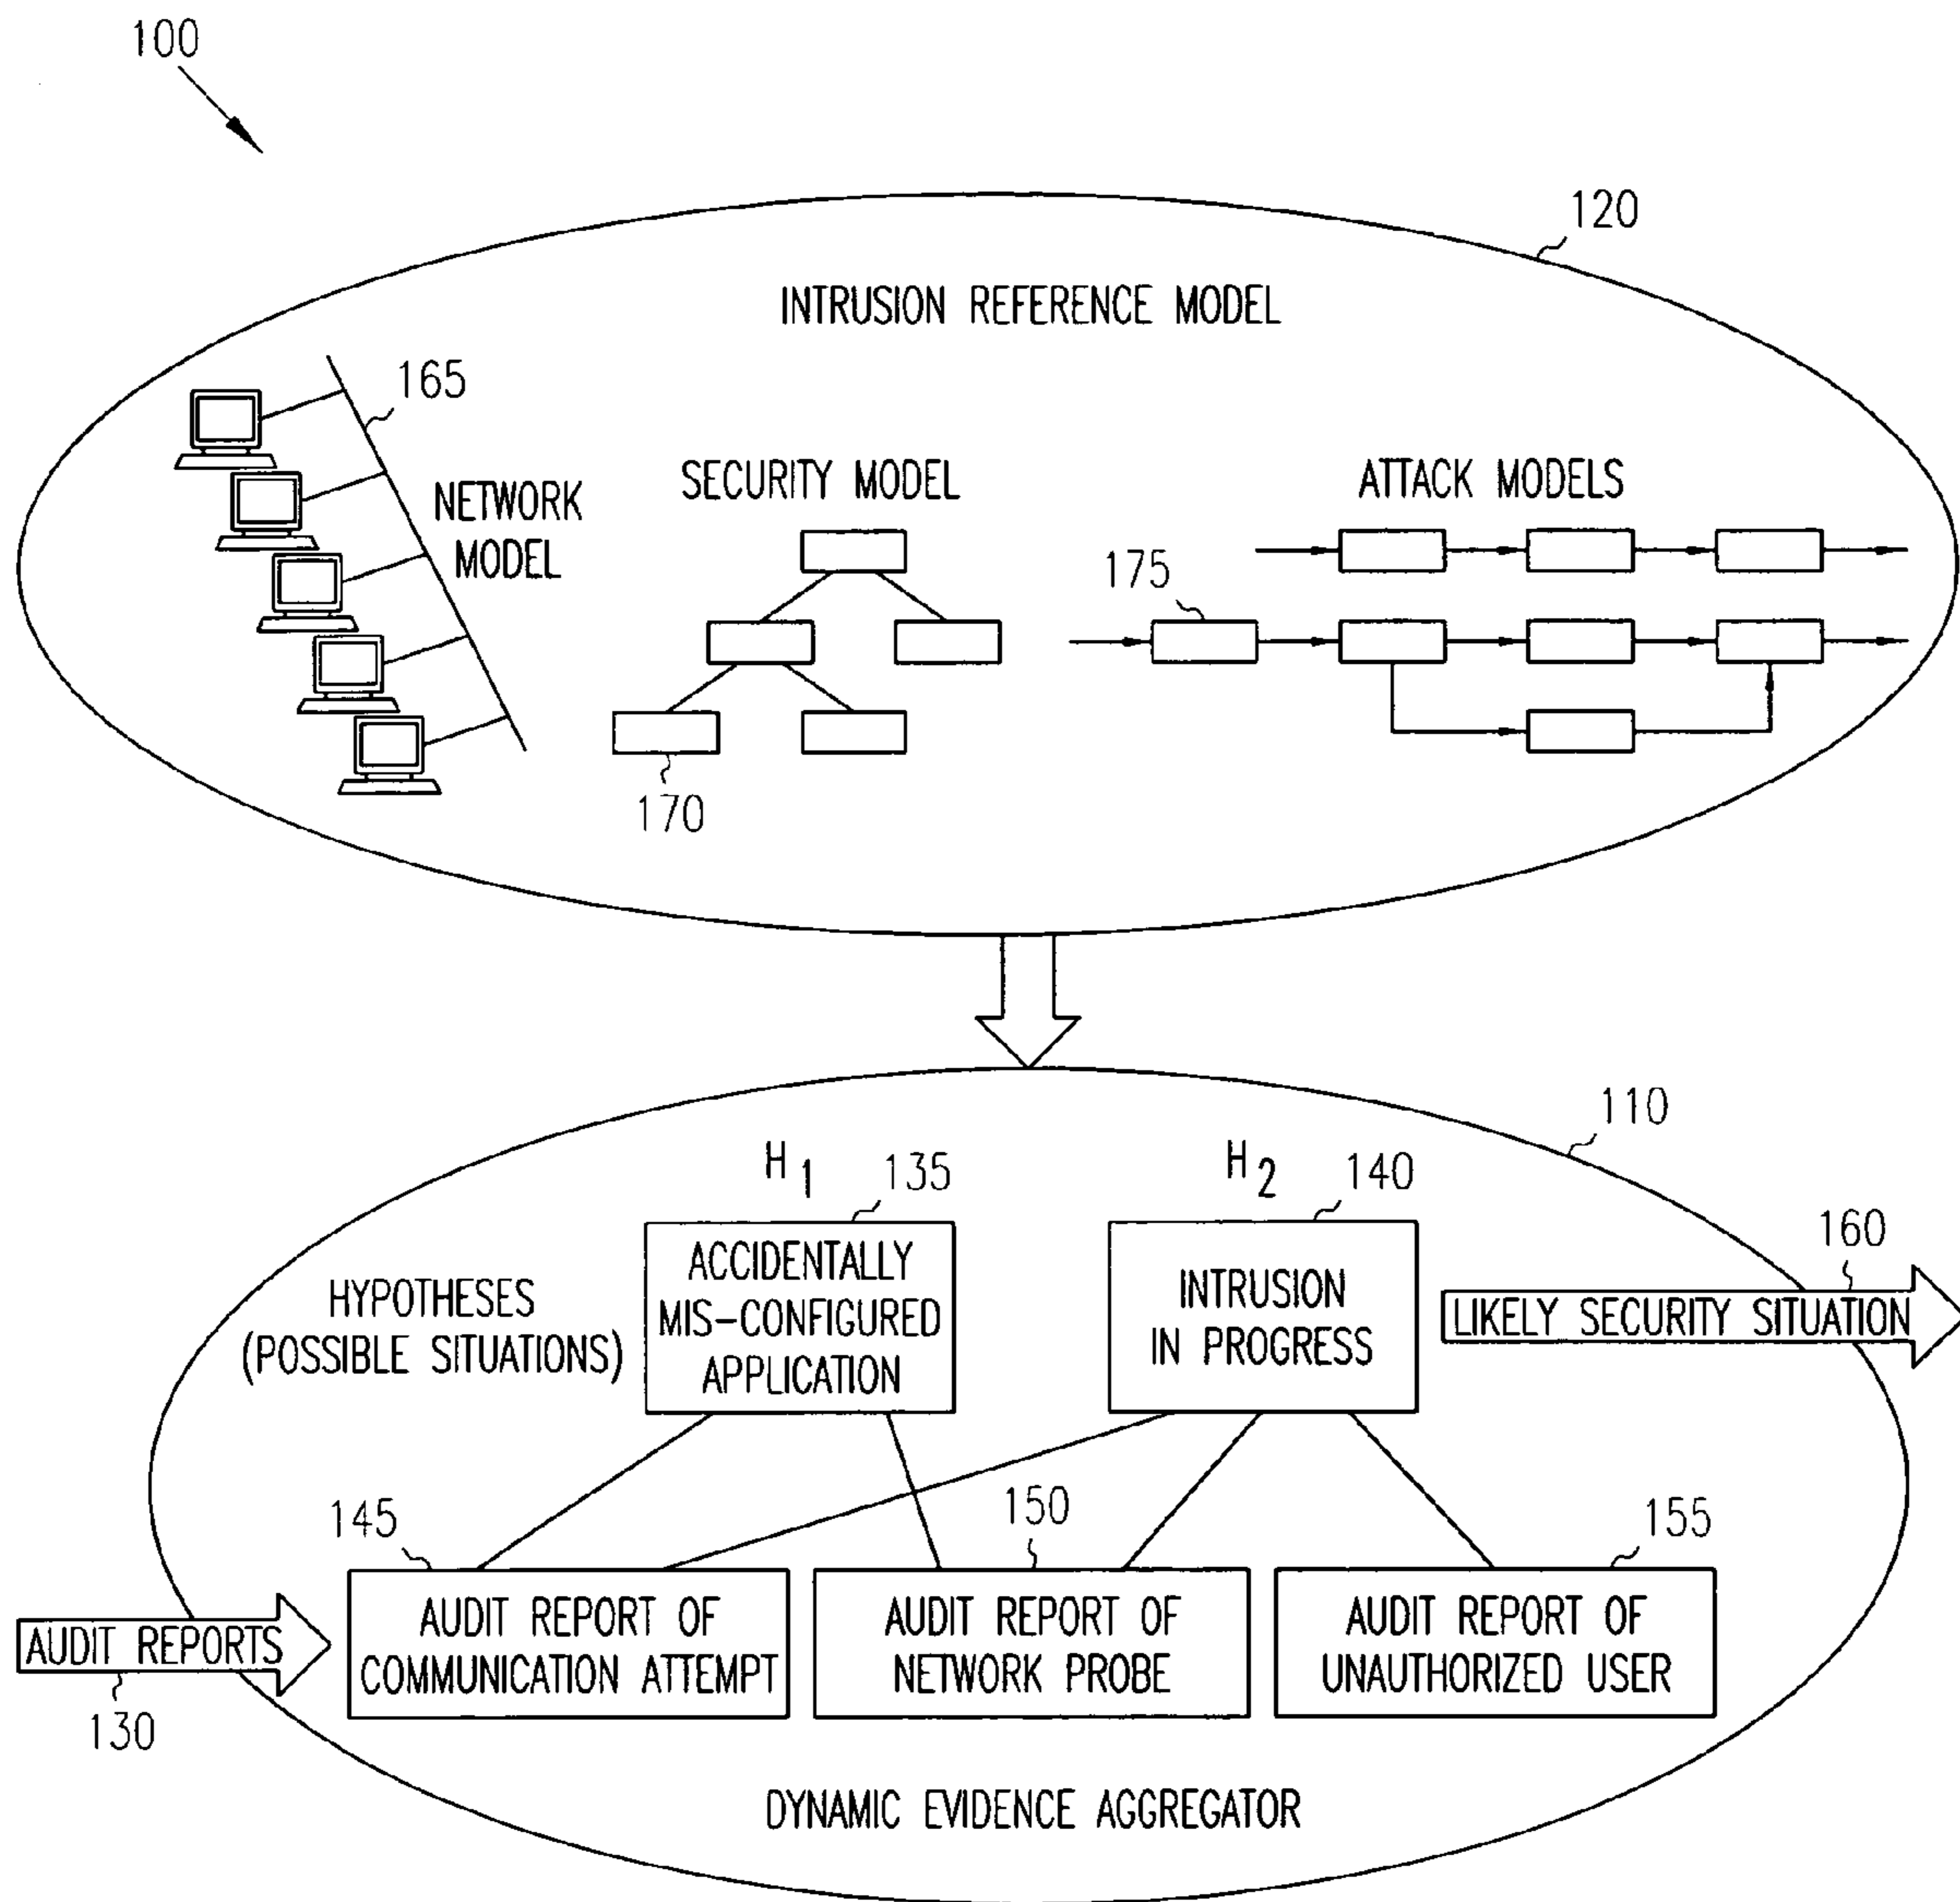 100
120
INTRUSION REFERENCE MODEL
165
NETWORK
MODEL
SECURITY MODEL
170
ATTACK MODELS
175
110
H1
135
H2
140
HYPOTHESES
(POSSIBLE SITUATIONS)
ACCIDENTALLY
MIS-CONFIGURED
APPLICATION
INTRUSION
IN PROGRESS
160
LIKELY SECURITY SITUATION
145
150
155
AUDIT REPORTS
130
AUDIT REPORT OF
COMMUNICATION ATTEMPT
AUDIT REPORT OF
NETWORK PROBE
AUDIT REPORT OF
UNAUTHORIZED USER
DYNAMIC EVIDENCE AGGREGATOR